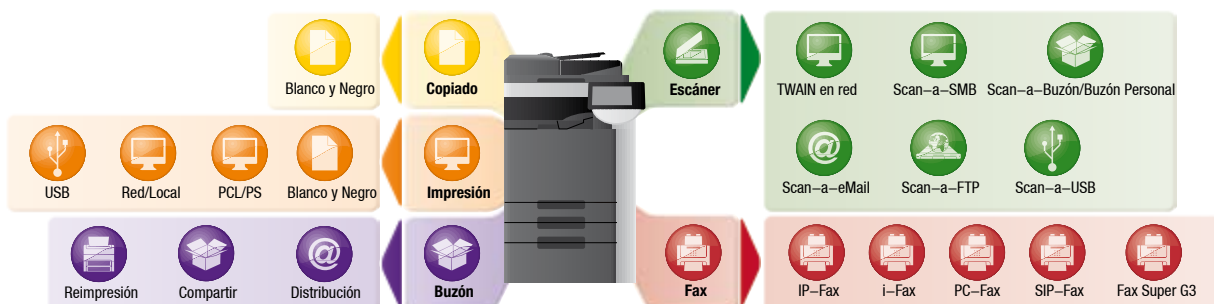 Blanco y Negro
Copiado
Escáner
TWAIN en red
Scan–a–SMB
Scan–a–Buzón/Buzón Personal
USB
Red/Local
PCL/PS
Blanco y Negro
Impresión
Scan–a–eMail
Scan–a–FTP
Scan–a–USB
Reimpresión
Compartir
Distribución
Buzón
Fax
IP–Fax
i–Fax
PC–Fax
SIP–Fax
Fax Super G3